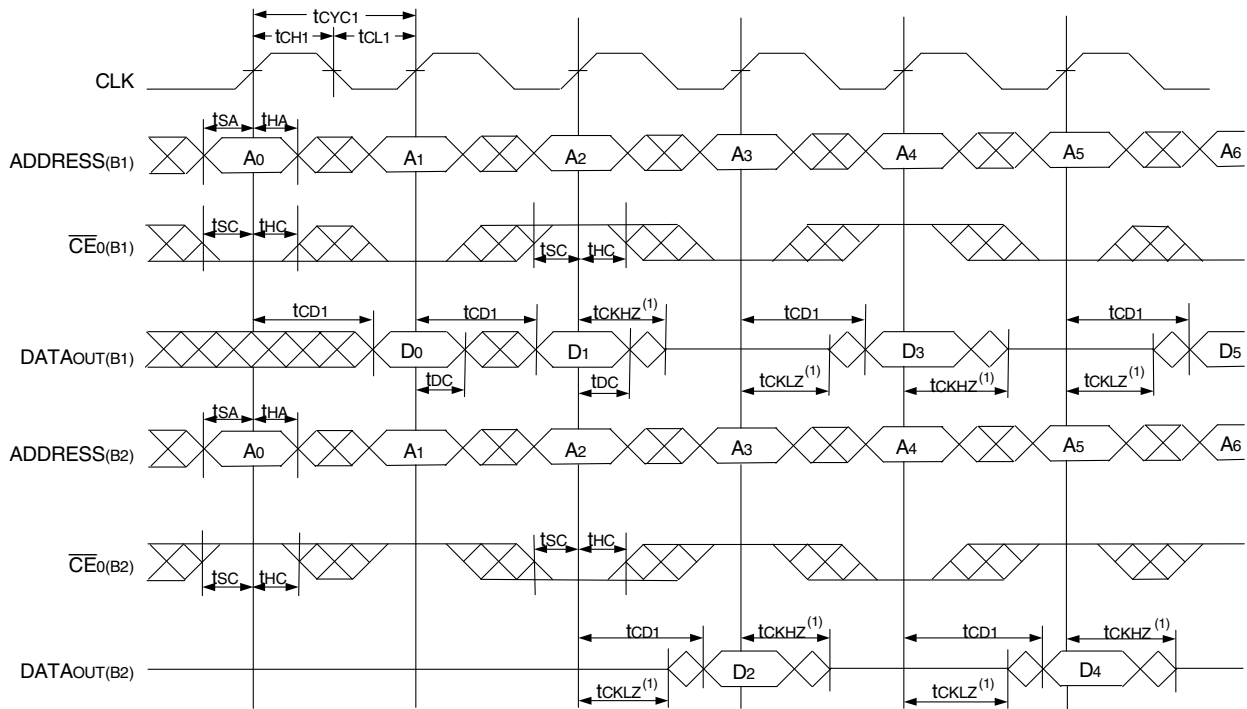 tCYC1
tCH1 tCL1
CLK
tSA tHA
ADDRESS(B1) A0 A1 A2 A3 A4 A5 A6
tSC tHC
CE0(B1) tSC tHC
tCD1 tCD1 tCKHZ(1) tCD1 tCD1
DATAOUT(B1) D0 D1 D3 D5
tDC tDC tCKLZ(1) tCKHZ(1) tCKLZ(1)
tSA tHA
ADDRESS(B2) A0 A1 A2 A3 A4 A5 A6
tSC tHC
CE0(B2)
tSC tHC
tCD1 tCKHZ(1) tCD1 tCKHZ(1)
DATAOUT(B2) D2 D4
tCKLZ(1) tCKLZ(1)